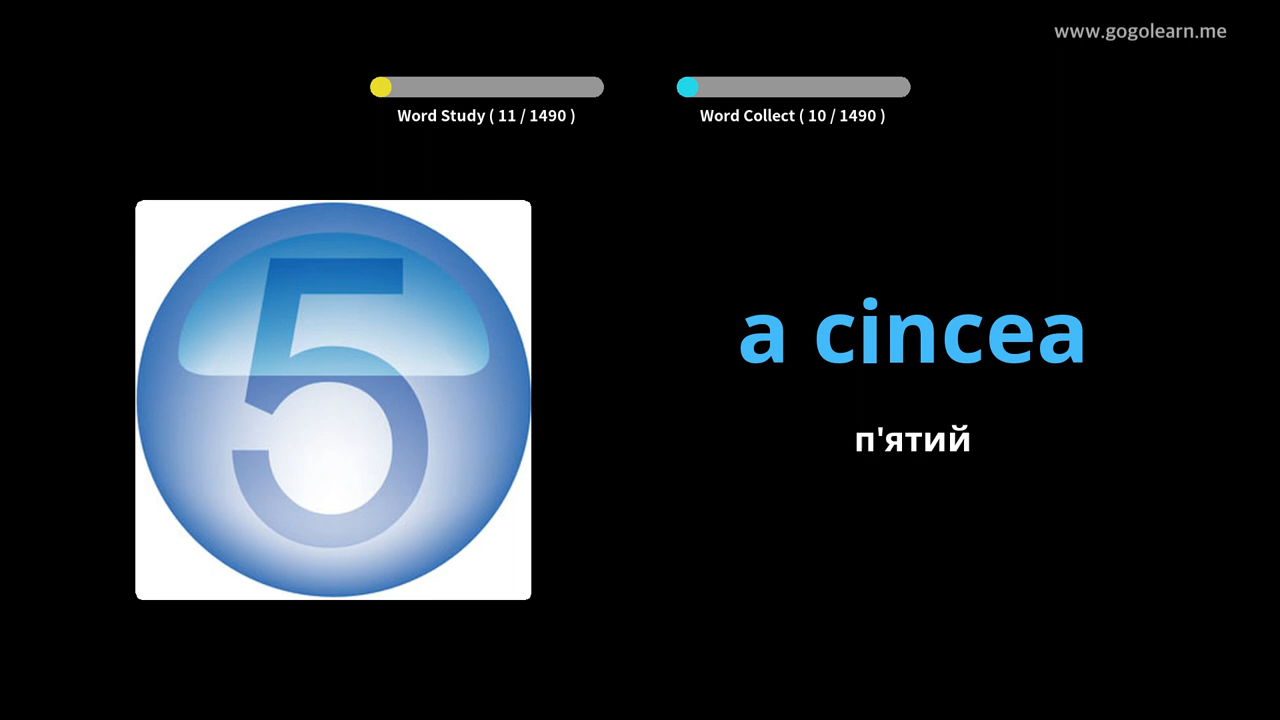 www.gogolearn.me
Word Study ( 11 / 1490 )
Word Collect ( 10 / 1490 )
5
a cincea
п'ятий